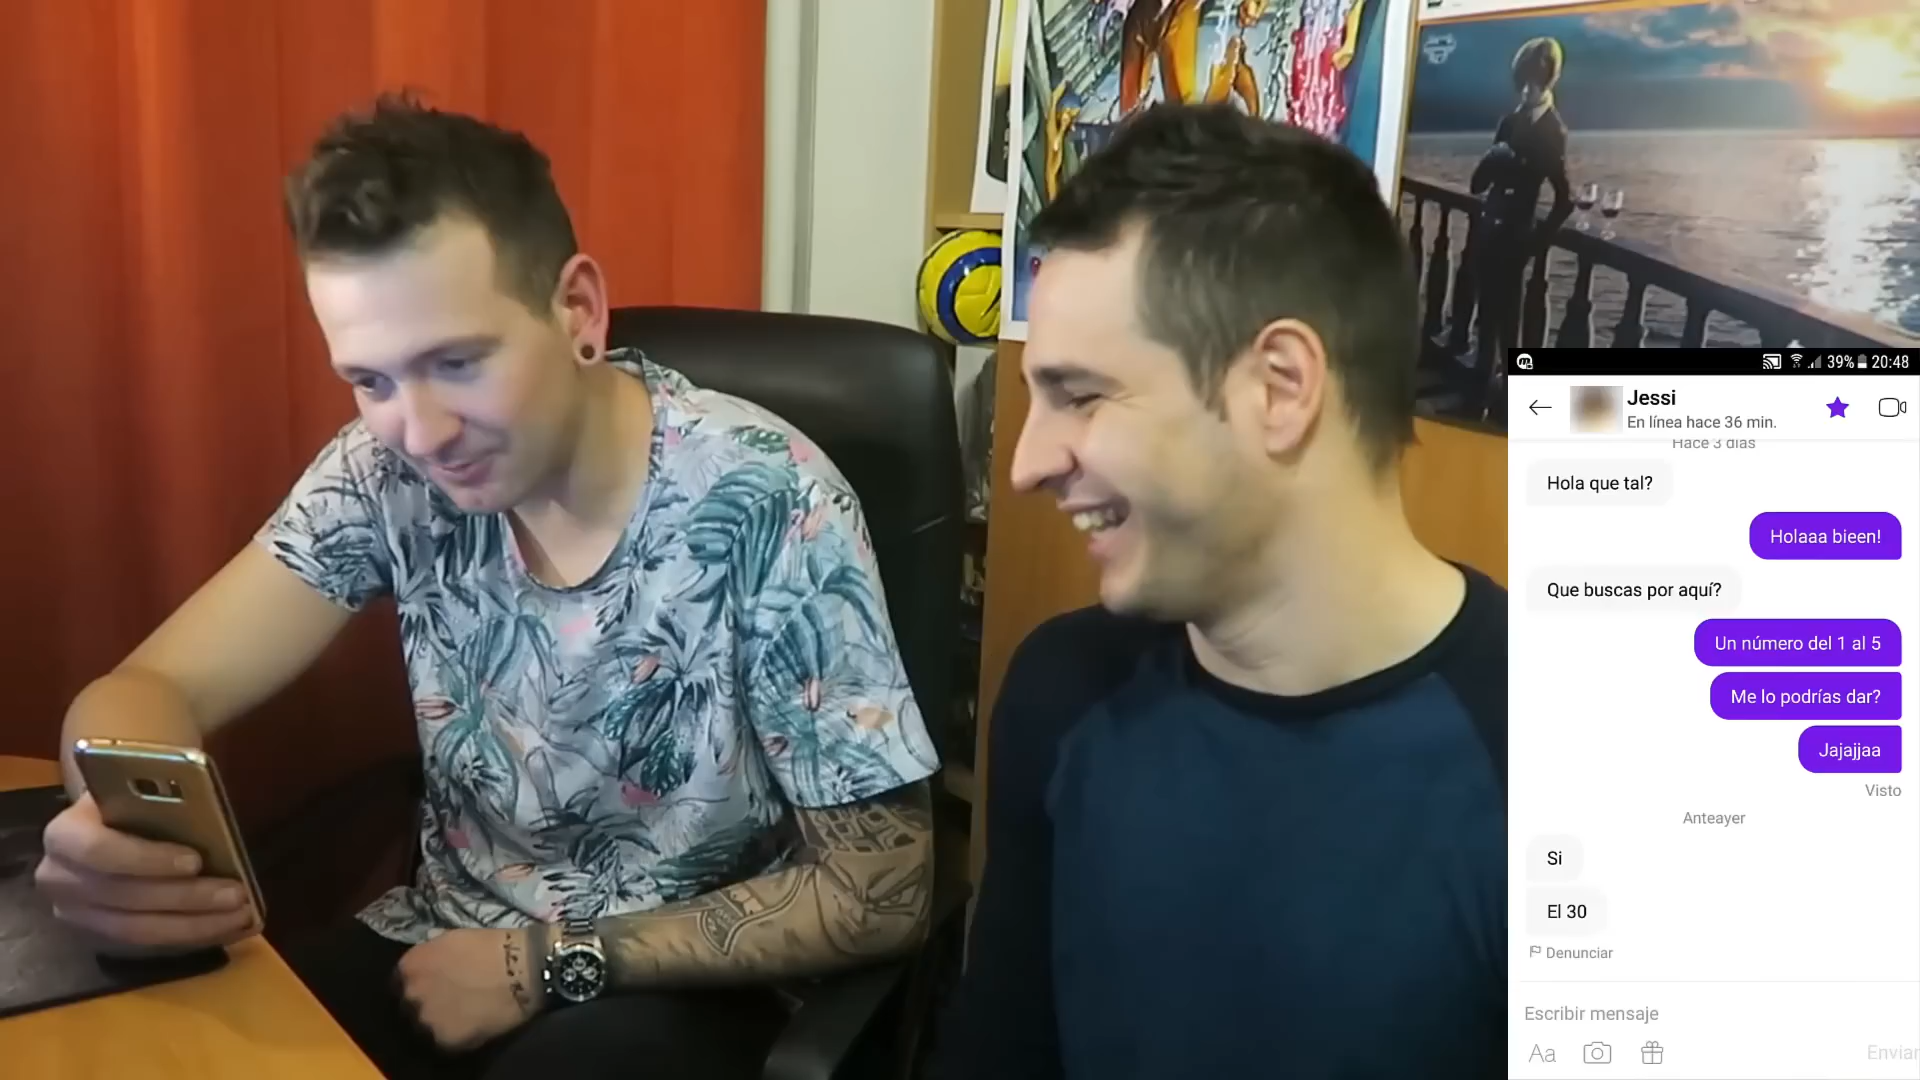 39% 20:48
Jessi
En línea hace 36 min.
Hace 3 días
Hola que tal?
Holaaa bieen!
Que buscas por aquí?
Un número del 1 al 5
Me lo podrías dar?
Jajajjaa
Visto
Anteayer
Si
El 30
Denunciar
Escribir mensaje
Aa
Enviar